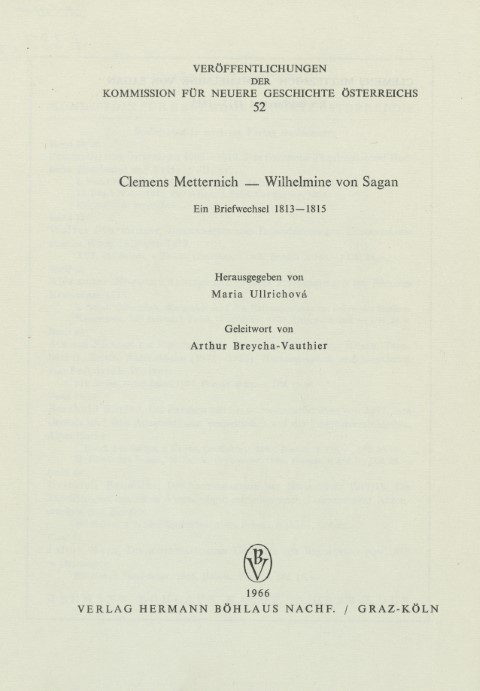 VERÖFFENTLICHUNGEN
DER
KOMMISSION FÜR NEUERE GESCHICHTE ÖSTERREICHS
52
Clemens Metternich — Wilhelmine von Sagan
Ein Briefwechsel 1813—1815
Herausgegeben von
Maria Ullrichová
Geleitwort von
Arthur Breycha-Vauthier
BV
1966
VERLAG HERMANN BÖHLAUS NACHF. / GRAZ-KÖLN